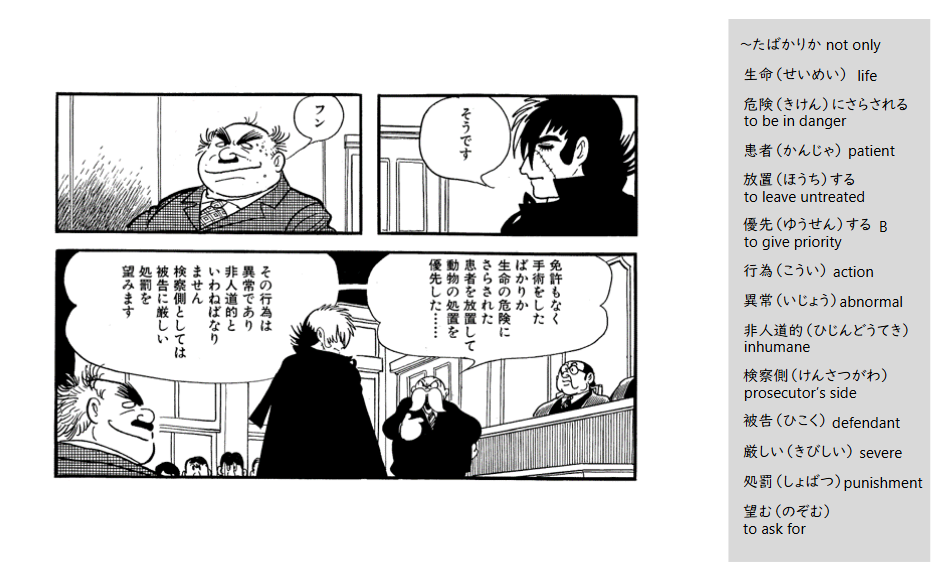 そうです
フン
免許もなく
手術をした
ばかりか
生命の危険に
さらされた
患者を放置して
動物の処置を
優先した……
その行為は
異常であり
非人道的と
いわねばなり
ません
検察側としては
被告に厳しい
処罰を
望みます
～たばかりか not only
生命（せいめい） life
危険（きけん）にさらされる
to be in danger
患者（かんじゃ）patient
放置（ほうち）する
to leave untreated
優先（ゆうせん）する B
to give priority
行為（こうい）action
異常（いじょう）abnormal
非人道的（ひじんどうてき）
inhumane
検察側（けんさつがわ）
prosecutor's side
被告（ひこく）defendant
厳しい（きびしい）severe
処罰（しょばつ）punishment
望む（のぞむ）
to ask for